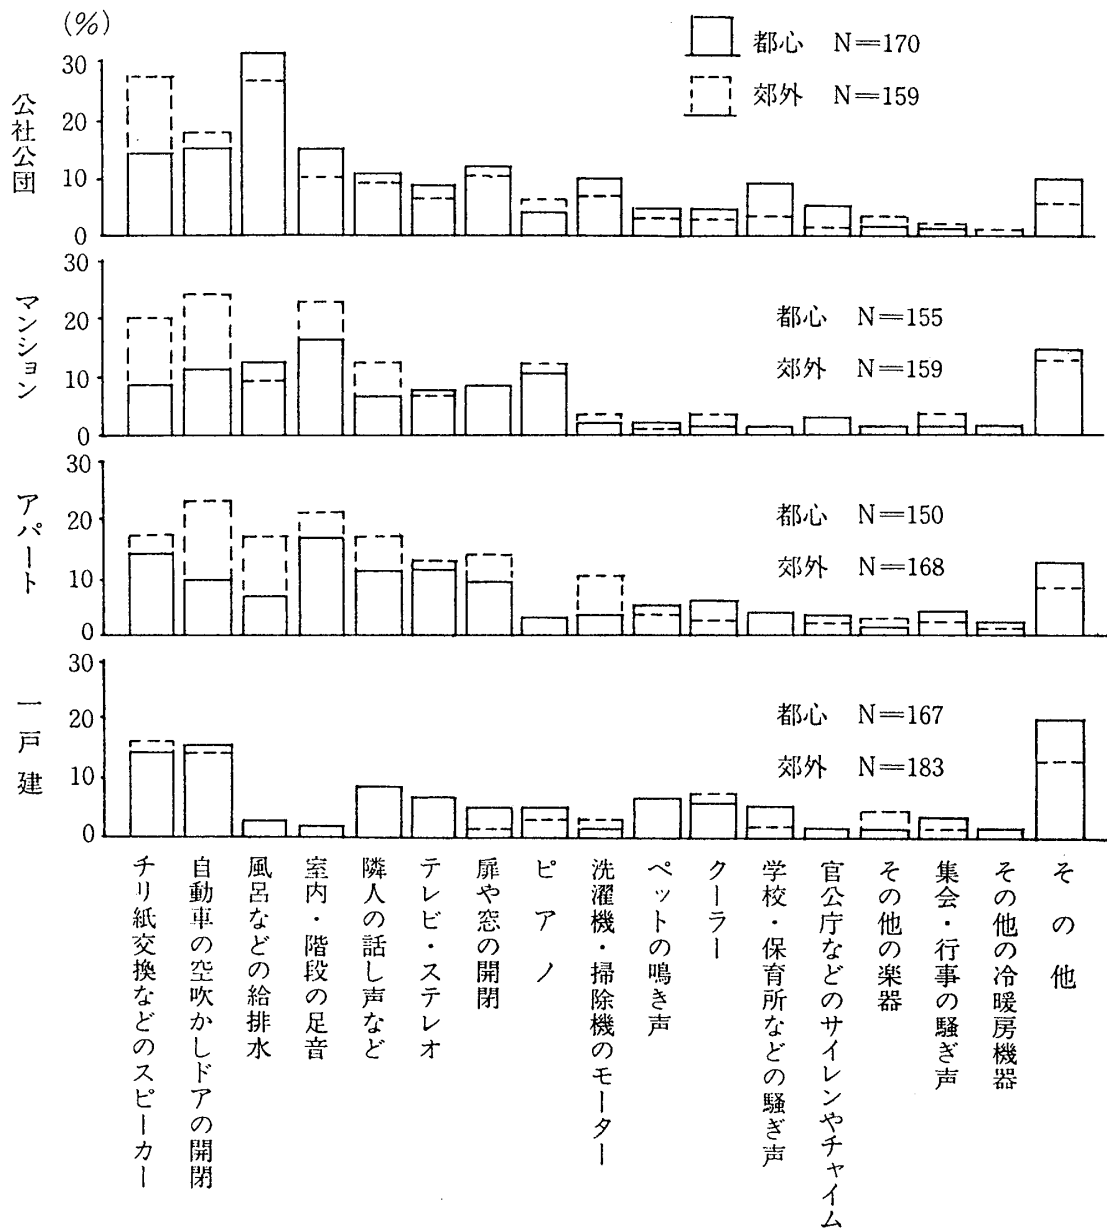 (%)
都心 N=170
郊外 N=159
公社公団
30
20
10
0
マンション
30
20
10
0
都心 N=155
郊外 N=159
アパート
30
20
10
0
都心 N=150
郊外 N=168
一戸建
30
20
10
0
都心 N=167
郊外 N=183
チリ紙交換などのスピーカー
自動車の空吹かしドアの開閉
風呂などの給排水
室内・階段の足音
隣人の話し声など
テレビ・ステレオ
扉や窓の開閉
ピアノ
洗濯機・掃除機のモーター
ペットの鳴き声
クーラー
学校・保育所などの騒ぎ声
官公庁などのサイレンやチャイム
その他の楽器
集会・行事の騒ぎ声
その他の冷暖房機器
その他